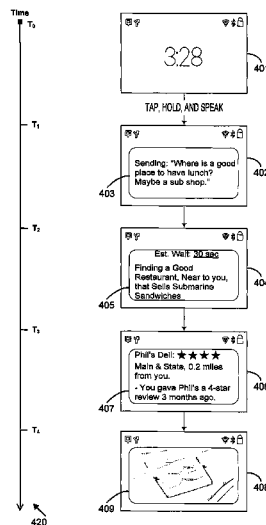 Time
T₀
3:28
401
TAP, HOLD, AND SPEAK
T₁
402
Sending: "Where is a good
place to have lunch?
Maybe a sub shop."
403
T₂
Est. Wait: 30 sec
404
Finding a Good
Restaurant, Near to you,
that Sells Submarine
Sandwiches
405
T₃
Phil's Deli: ★★★★
406
Main & State, 0.2 miles
from you.
- You gave Phil's a 4-star
review 3 months ago.
407
T₄
408
409
420